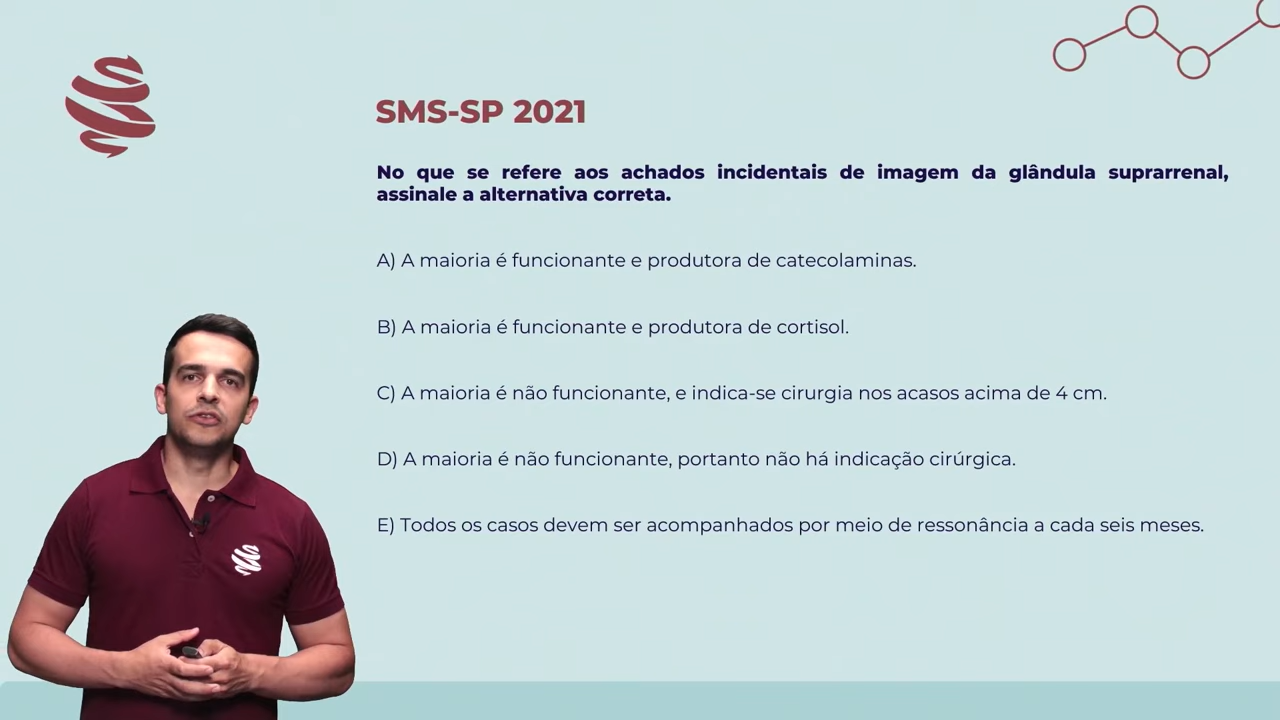 SMS-SP 2021
No que se refere aos achados incidentais de imagem da glândula suprarrenal,
assinale a alternativa correta.
A) A maioria é funcionante e produtora de catecolaminas.
B) A maioria é funcionante e produtora de cortisol.
C) A maioria é não funcionante, e indica-se cirurgia nos acasos acima de 4 cm.
D) A maioria é não funcionante, portanto não há indicação cirúrgica.
E) Todos os casos devem ser acompanhados por meio de ressonância a cada seis meses.